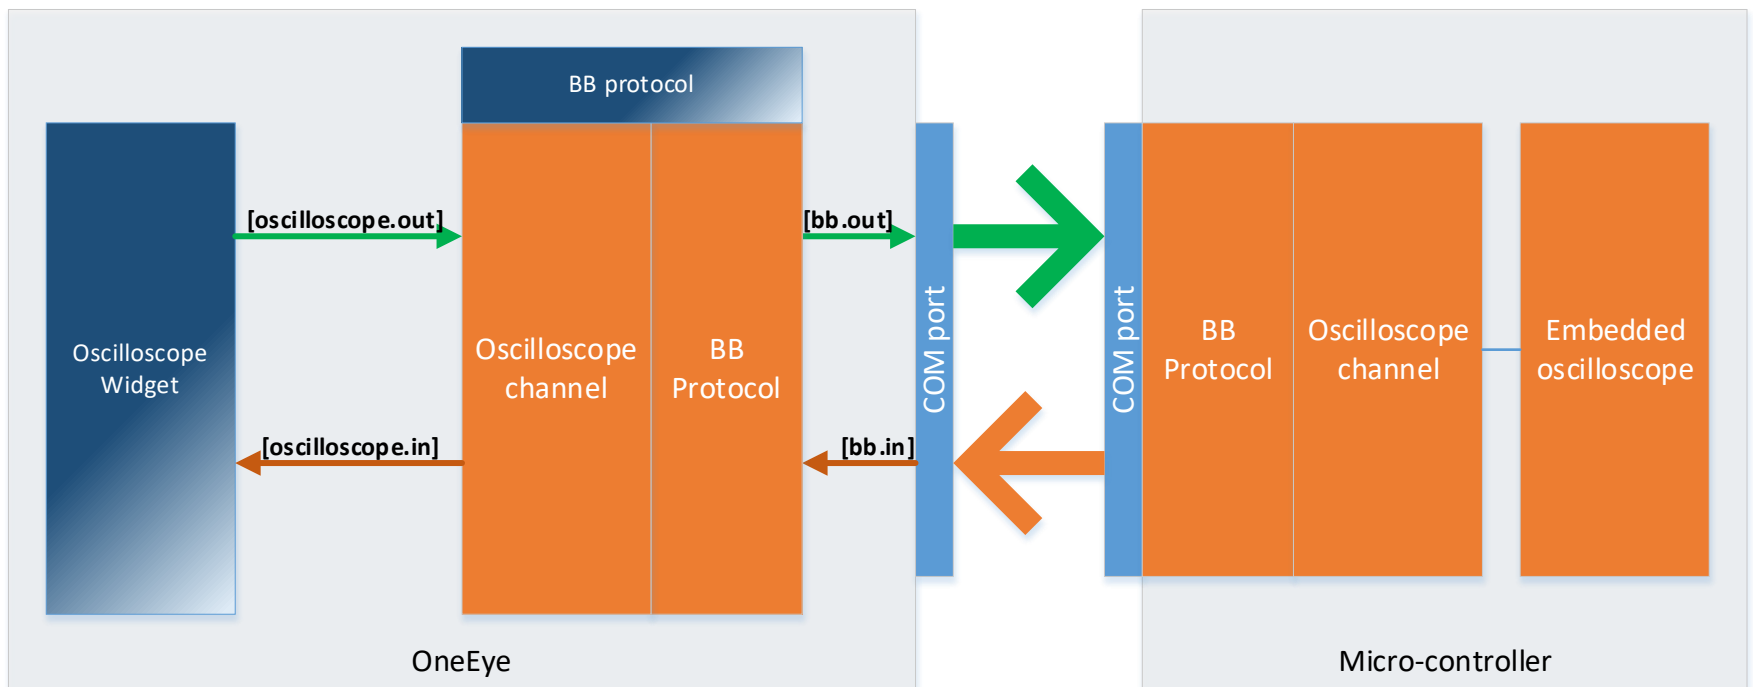 BB protocol
[oscilloscope.out]
[bb.out]
Oscilloscope
Widget
Oscilloscope
channel
BB
Protocol
[oscilloscope.in]
[bb.in]
COM port
COM port
BB
Protocol
Oscilloscope
channel
Embedded
oscilloscope
OneEye
Micro-controller